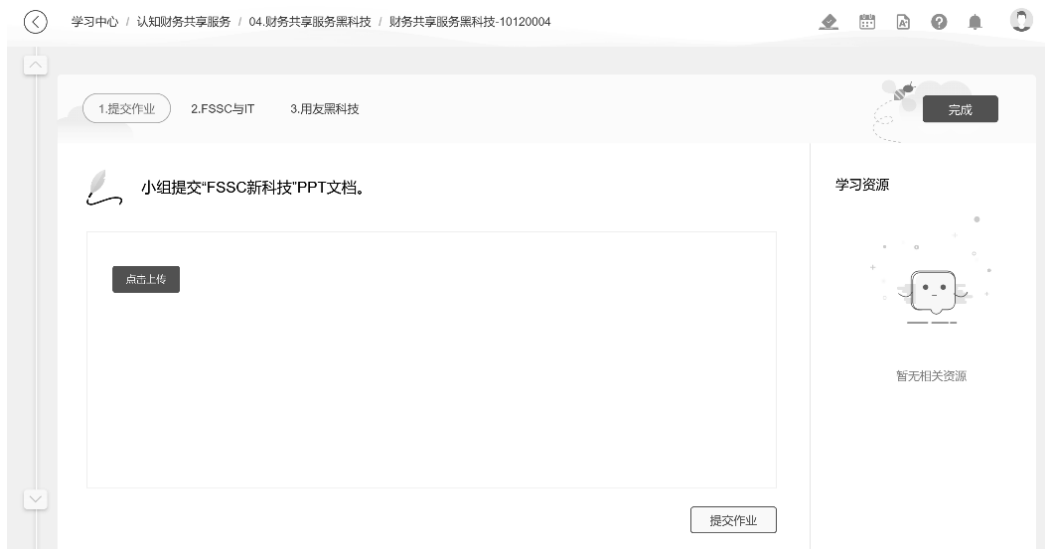 学习中心 / 认知财务共享服务 / 04.财务共享服务黑科技 / 财务共享服务黑科技-10120004
1.提交作业 2.FSSC与IT 3.用友黑科技 完成
小组提交“FSSC新科技”PPT文档。
学习资源
点击上传
暂无相关资源
提交作业